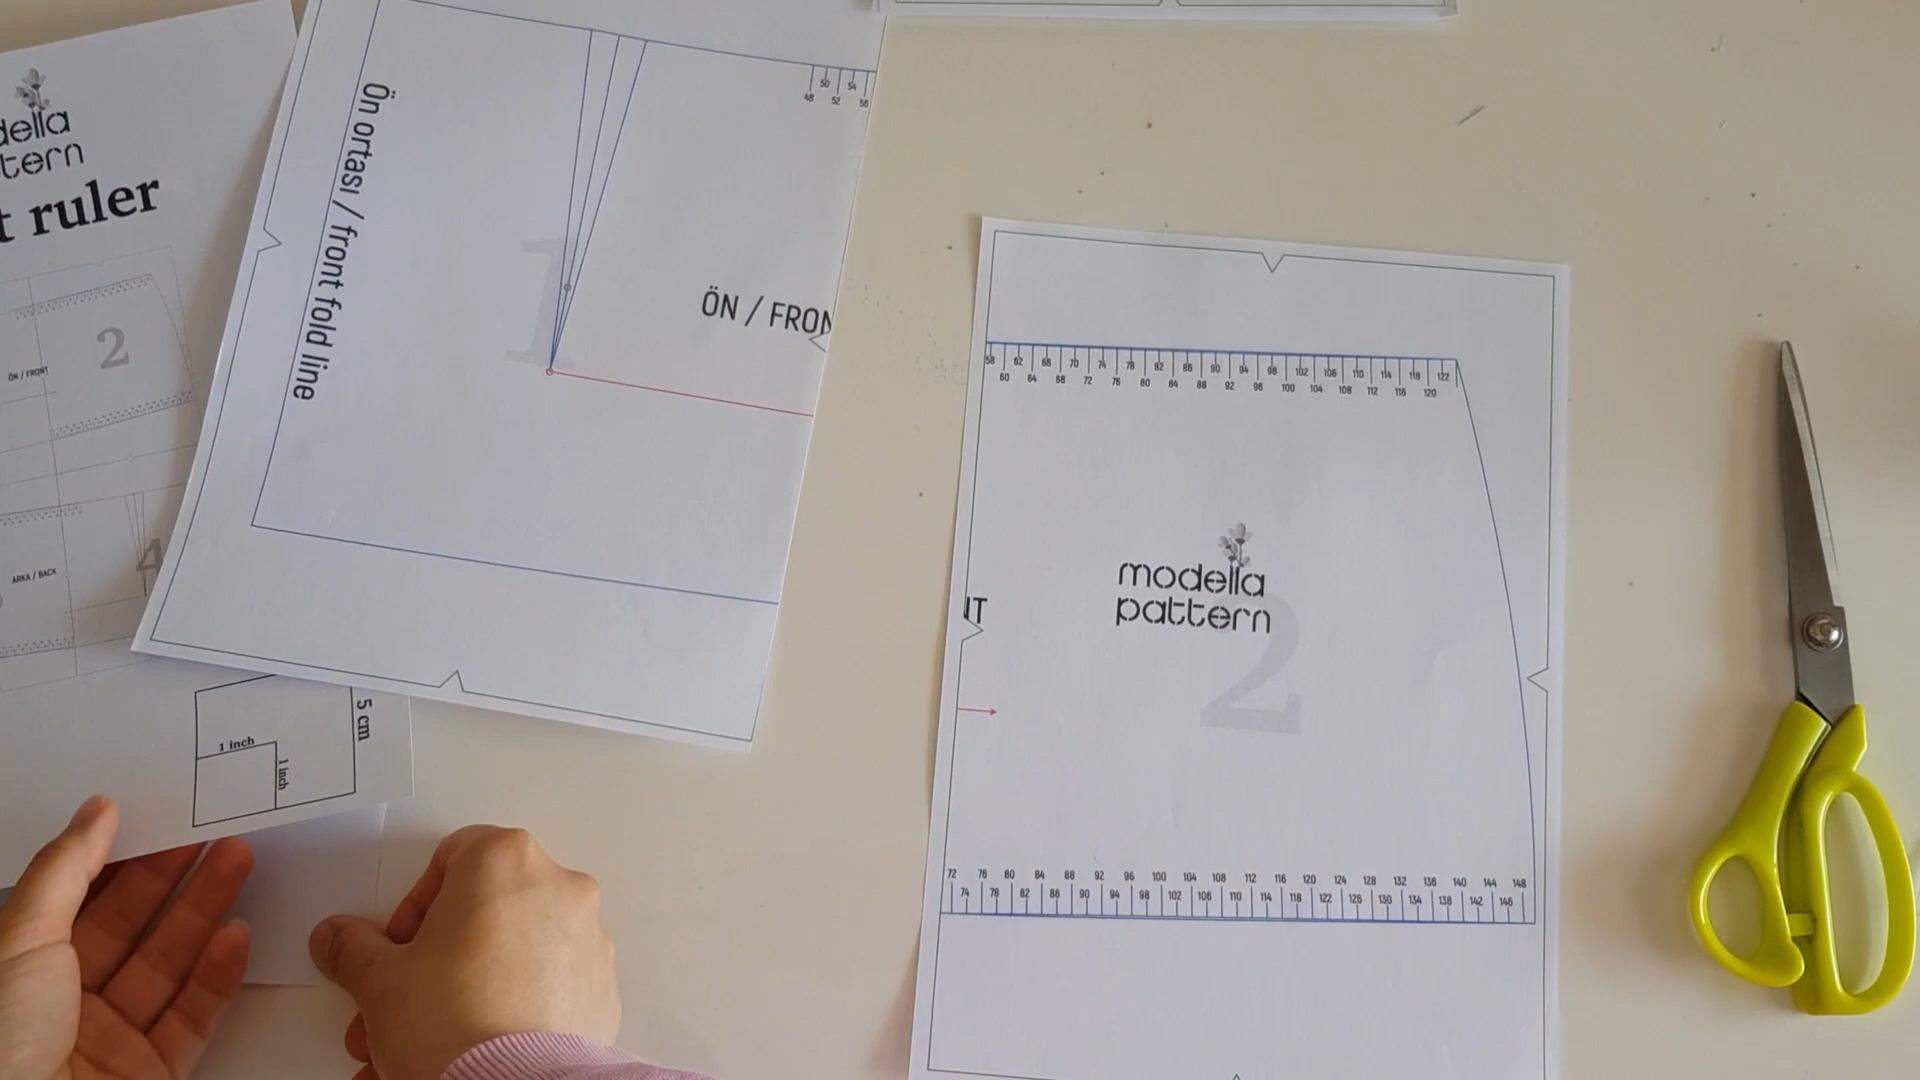 della
tern
t ruler
2
ÖN / FRONT
4
ARKA / BACK
5 cm
1 inch
1 inch
Ön ortası / front fold line
1
ÖN / FRON
50 54
48 52 56
58 62 66 70 74 78 82 86 90 94 98 102 106 110 114 118 122
60 64 68 72 76 80 84 88 92 96 100 104 108 112 116 120
modella
pattern
2
IT
72 76 80 84 88 92 96 100 104 108 112 116 120 124 128 132 136 140 144 148
74 78 82 86 90 94 98 102 106 110 114 118 122 126 130 134 138 142 146